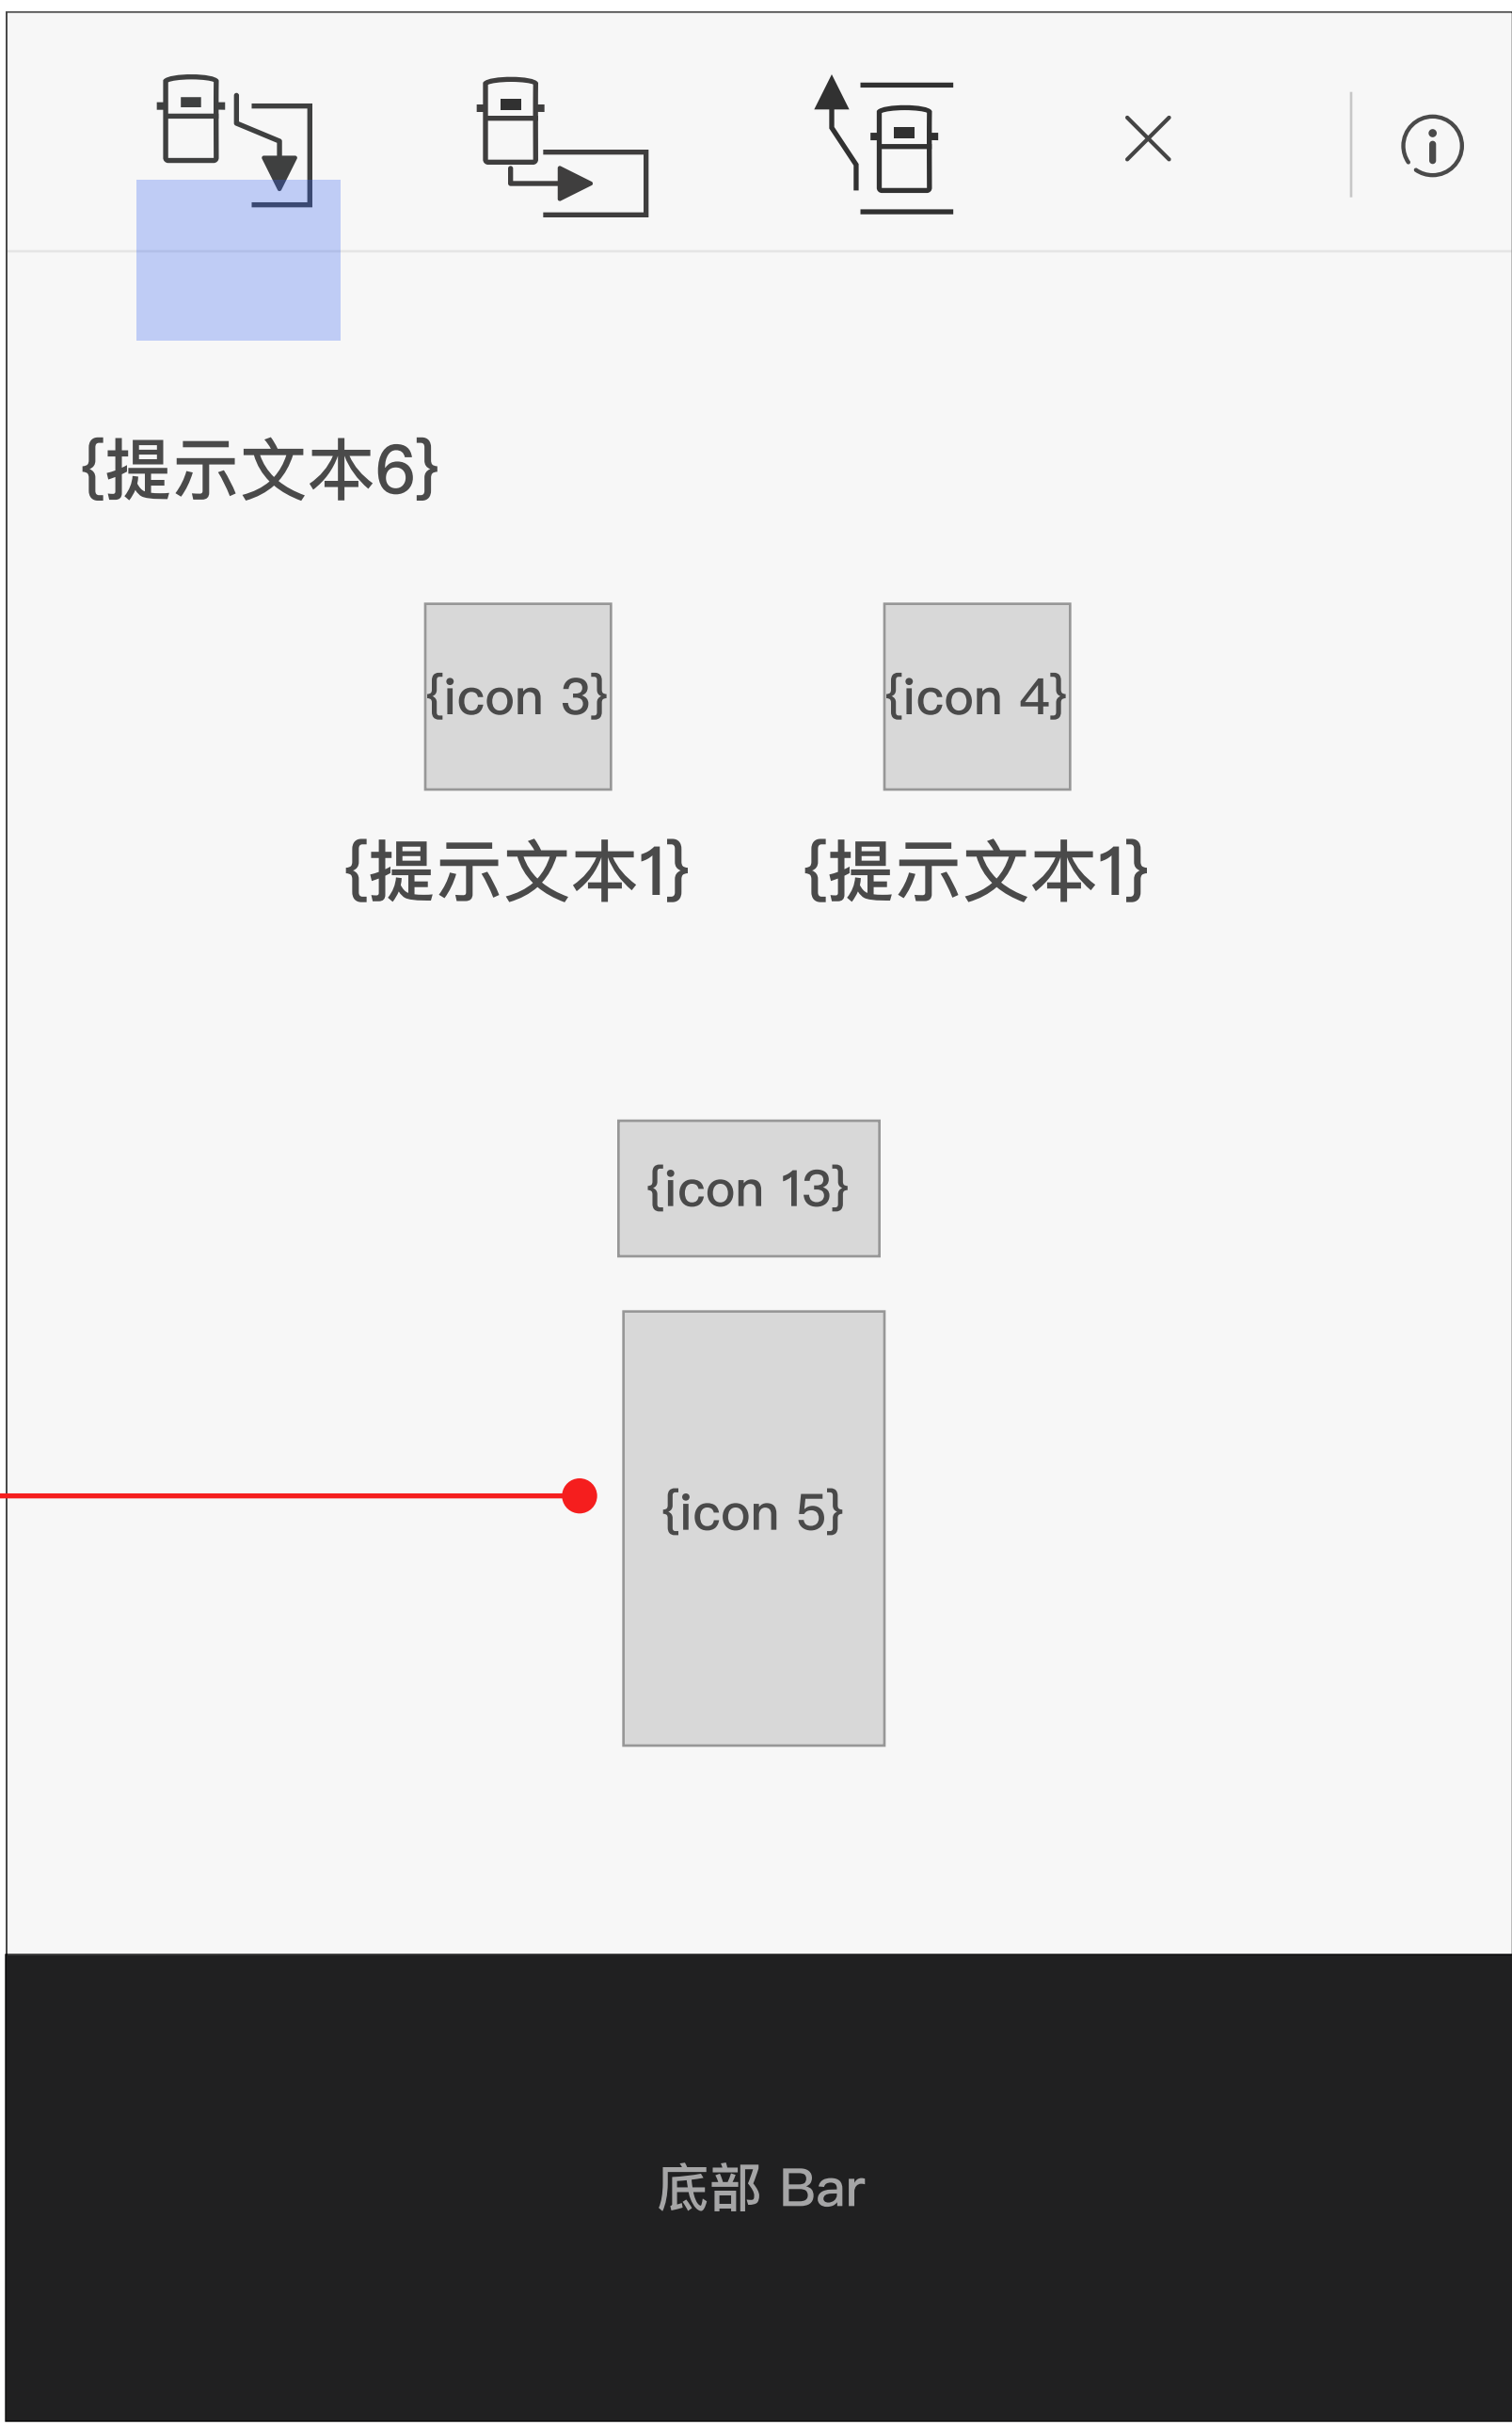 {提示文本6}
{icon 3} {icon 4}
{提示文本1} {提示文本1}
{icon 13}
{icon 5}
底部 Bar